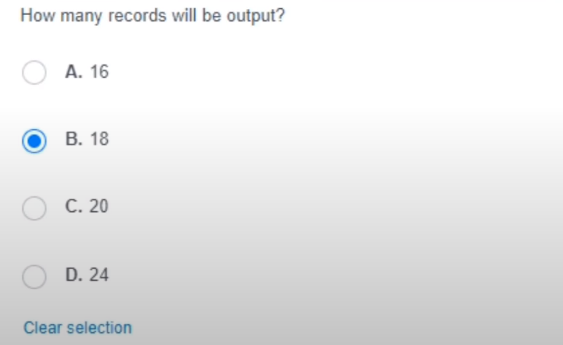 How many records will be output?
A. 16
B. 18
C. 20
D. 24
Clear selection